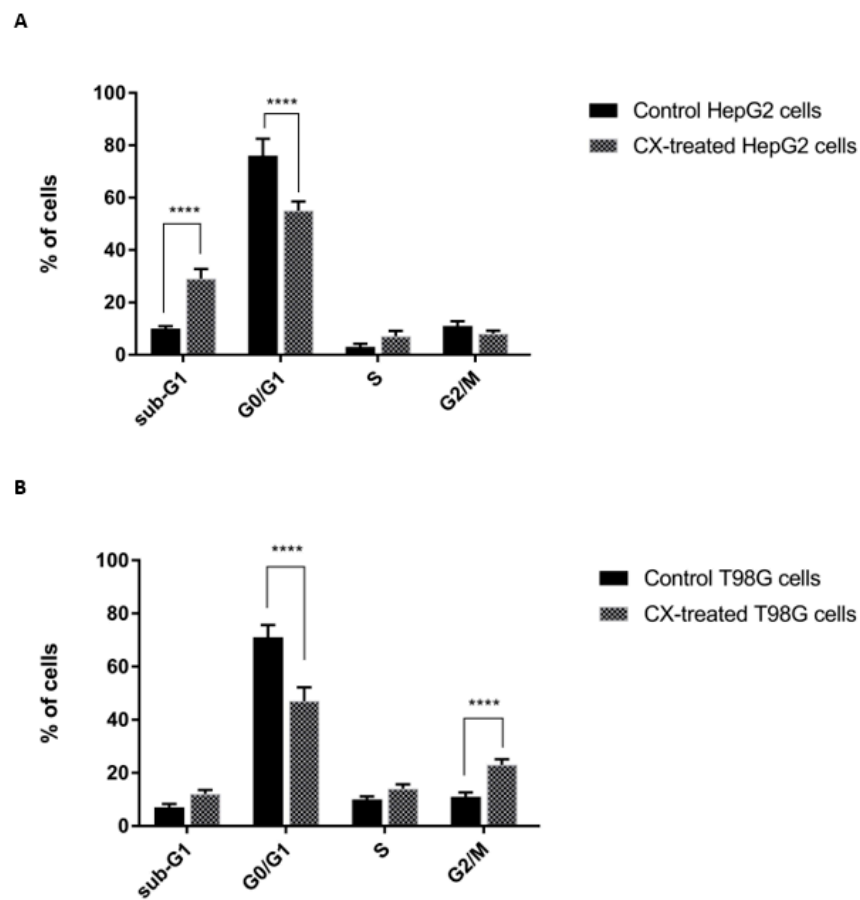 A
100
80
60
40
20
0
% of cells
****
****
sub-G1
G0/G1
S
G2/M
Control HepG2 cells
CX-treated HepG2 cells
B
100
80
60
40
20
0
% of cells
****
****
sub-G1
G0/G1
S
G2/M
Control T98G cells
CX-treated T98G cells